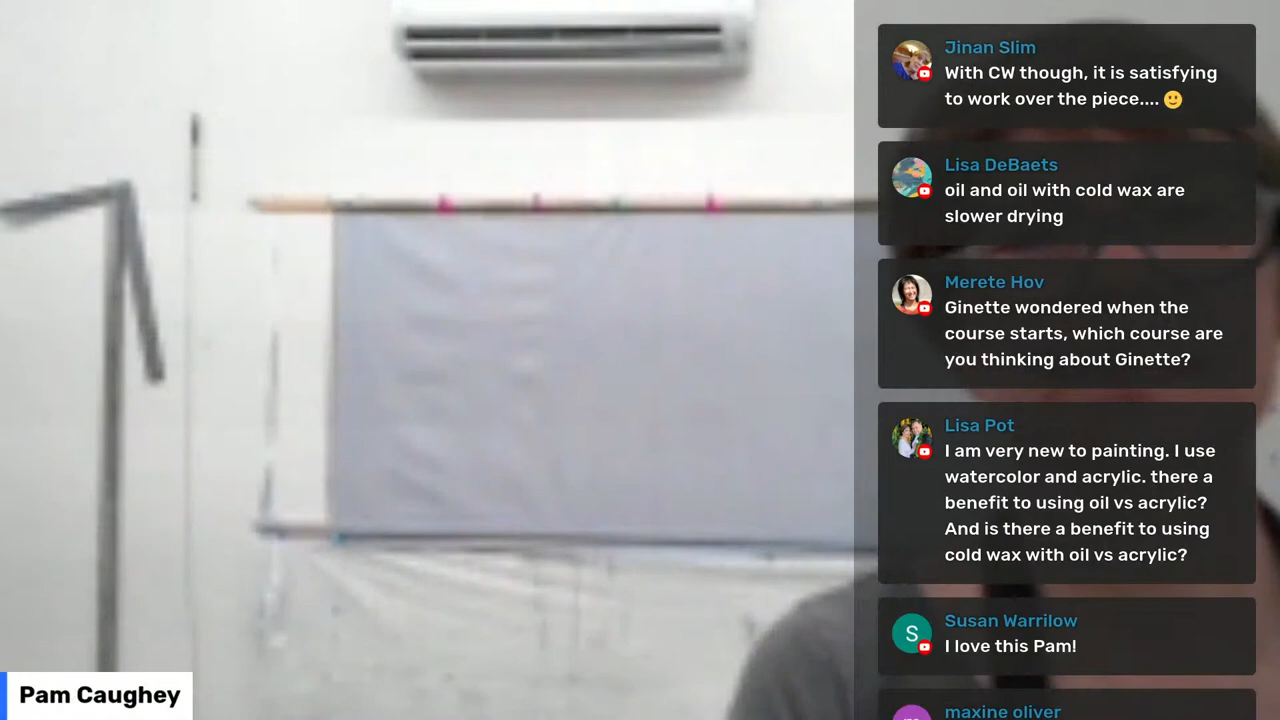 Jinan Slim
With CW though, it is satisfying
to work over the piece.... 🙂
Lisa DeBaets
oil and oil with cold wax are
slower drying
Merete Hov
Ginette wondered when the
course starts, which course are
you thinking about Ginette?
Lisa Pot
I am very new to painting. I use
watercolor and acrylic. there a
benefit to using oil vs acrylic?
And is there a benefit to using
cold wax with oil vs acrylic?
S
Susan Warrilow
I love this Pam!
maxine oliver
Pam Caughey